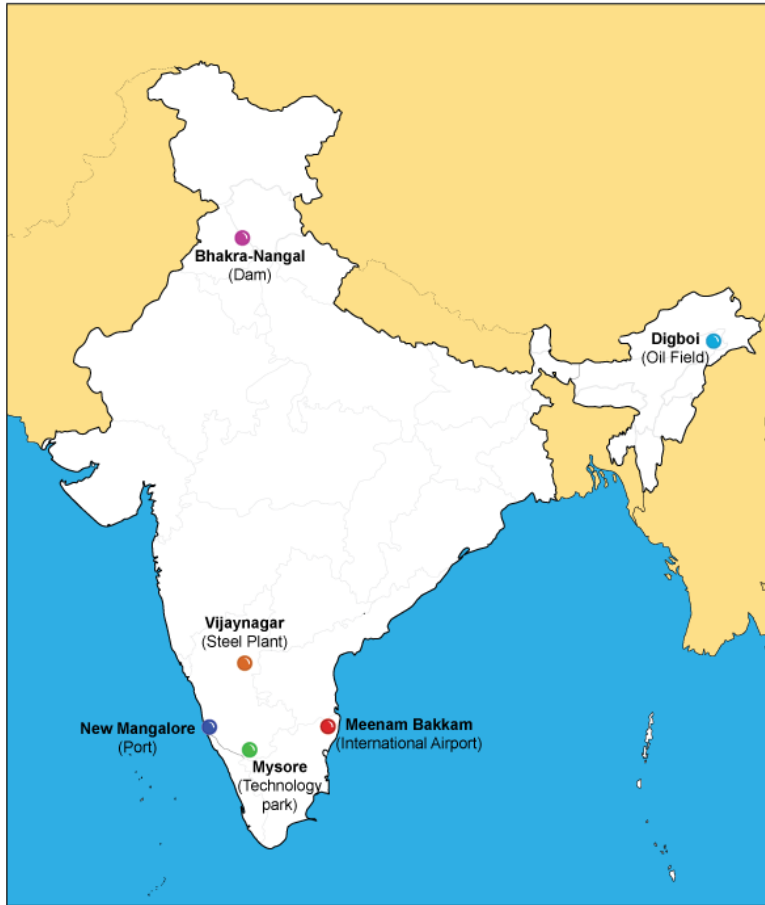 Bhakra-Nangal
(Dam)
Digboi
(Oil Field)
Vijaynagar
(Steel Plant)
New Mangalore
(Port)
Meenam Bakkam
(International Airport)
Mysore
(Technology
park)